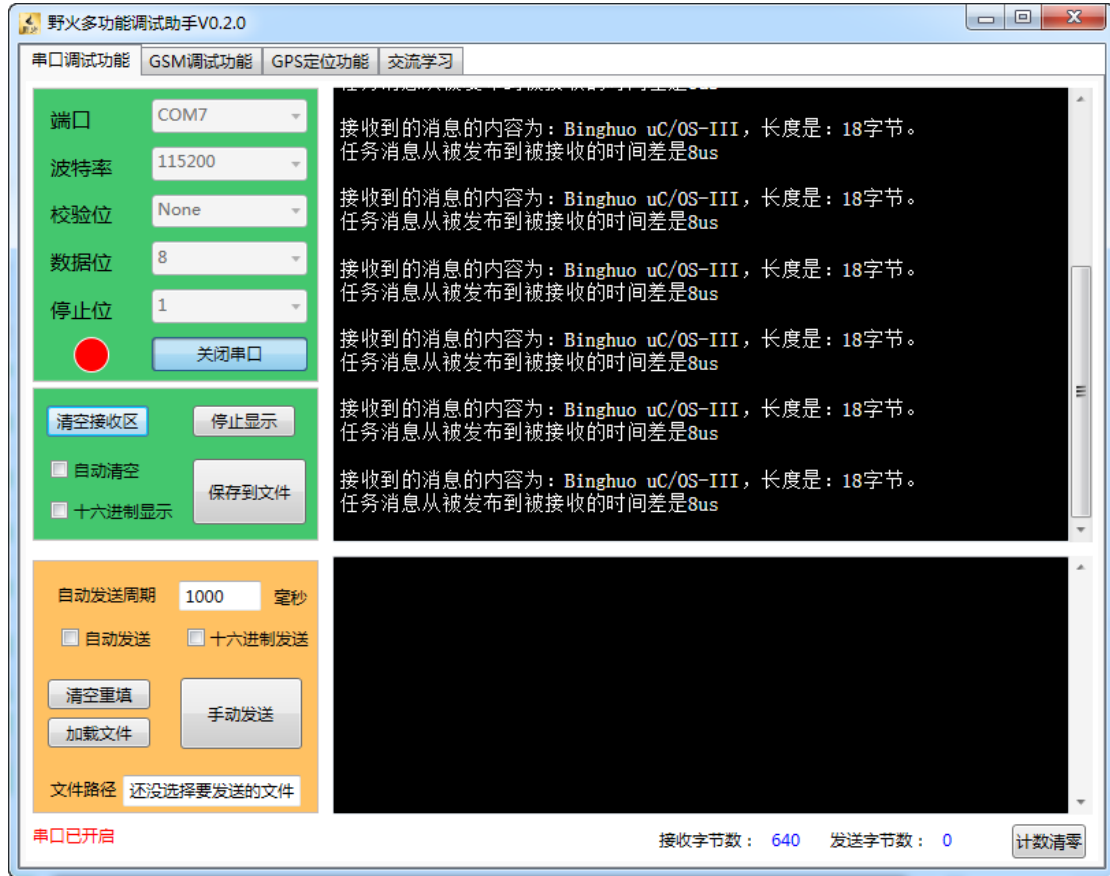 野火多功能调试助手V0.2.0
串口调试功能 GSM调试功能 GPS定位功能 交流学习
端口 COM7
波特率 115200
校验位 None
数据位 8
停止位 1
关闭串口
清空接收区 停止显示
自动清空
保存到文件
十六进制显示
任务消息从被发布到被接收的时间差是8us
接收到的消息的内容为：Binghuo uC/OS-III，长度是：18字节。
任务消息从被发布到被接收的时间差是8us
接收到的消息的内容为：Binghuo uC/OS-III，长度是：18字节。
任务消息从被发布到被接收的时间差是8us
接收到的消息的内容为：Binghuo uC/OS-III，长度是：18字节。
任务消息从被发布到被接收的时间差是8us
接收到的消息的内容为：Binghuo uC/OS-III，长度是：18字节。
任务消息从被发布到被接收的时间差是8us
接收到的消息的内容为：Binghuo uC/OS-III，长度是：18字节。
任务消息从被发布到被接收的时间差是8us
接收到的消息的内容为：Binghuo uC/OS-III，长度是：18字节。
任务消息从被发布到被接收的时间差是8us
自动发送周期 1000 毫秒
自动发送 十六进制发送
清空重填
手动发送
加载文件
文件路径 还没选择要发送的文件
串口已开启
接收字节数： 640 发送字节数： 0 计数清零